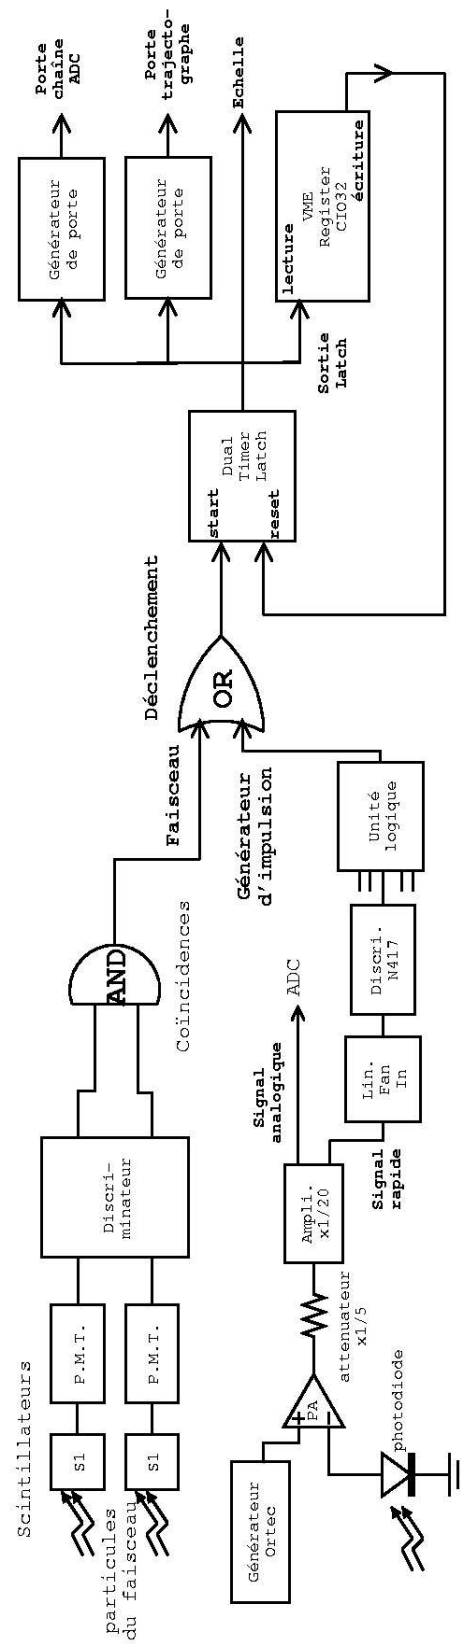 Scintillateurs
particules
du faisceau
S1
S1
P.M.T.
P.M.T.
Discri-
minateur
AND
Coïncidences
Faisceau
Déclenchement
OR
Générateur
d'impulsion
start
reset
Dual
Timer
Latch
Sortie
Latch
Générateur
de porte
Générateur
de porte
Porte
chaîne
ADC
Porte
trajecto-
graphe
Echelle
lecture
VME
Register
CIO32
écriture
Générateur
Ortec
PA
+
−
photodiode
attenuateur
x1/5
Ampli.
x1/20
Signal
analogique
ADC
Signal
rapide
Lin.
Fan
In
Discri.
N417
Unité
logique